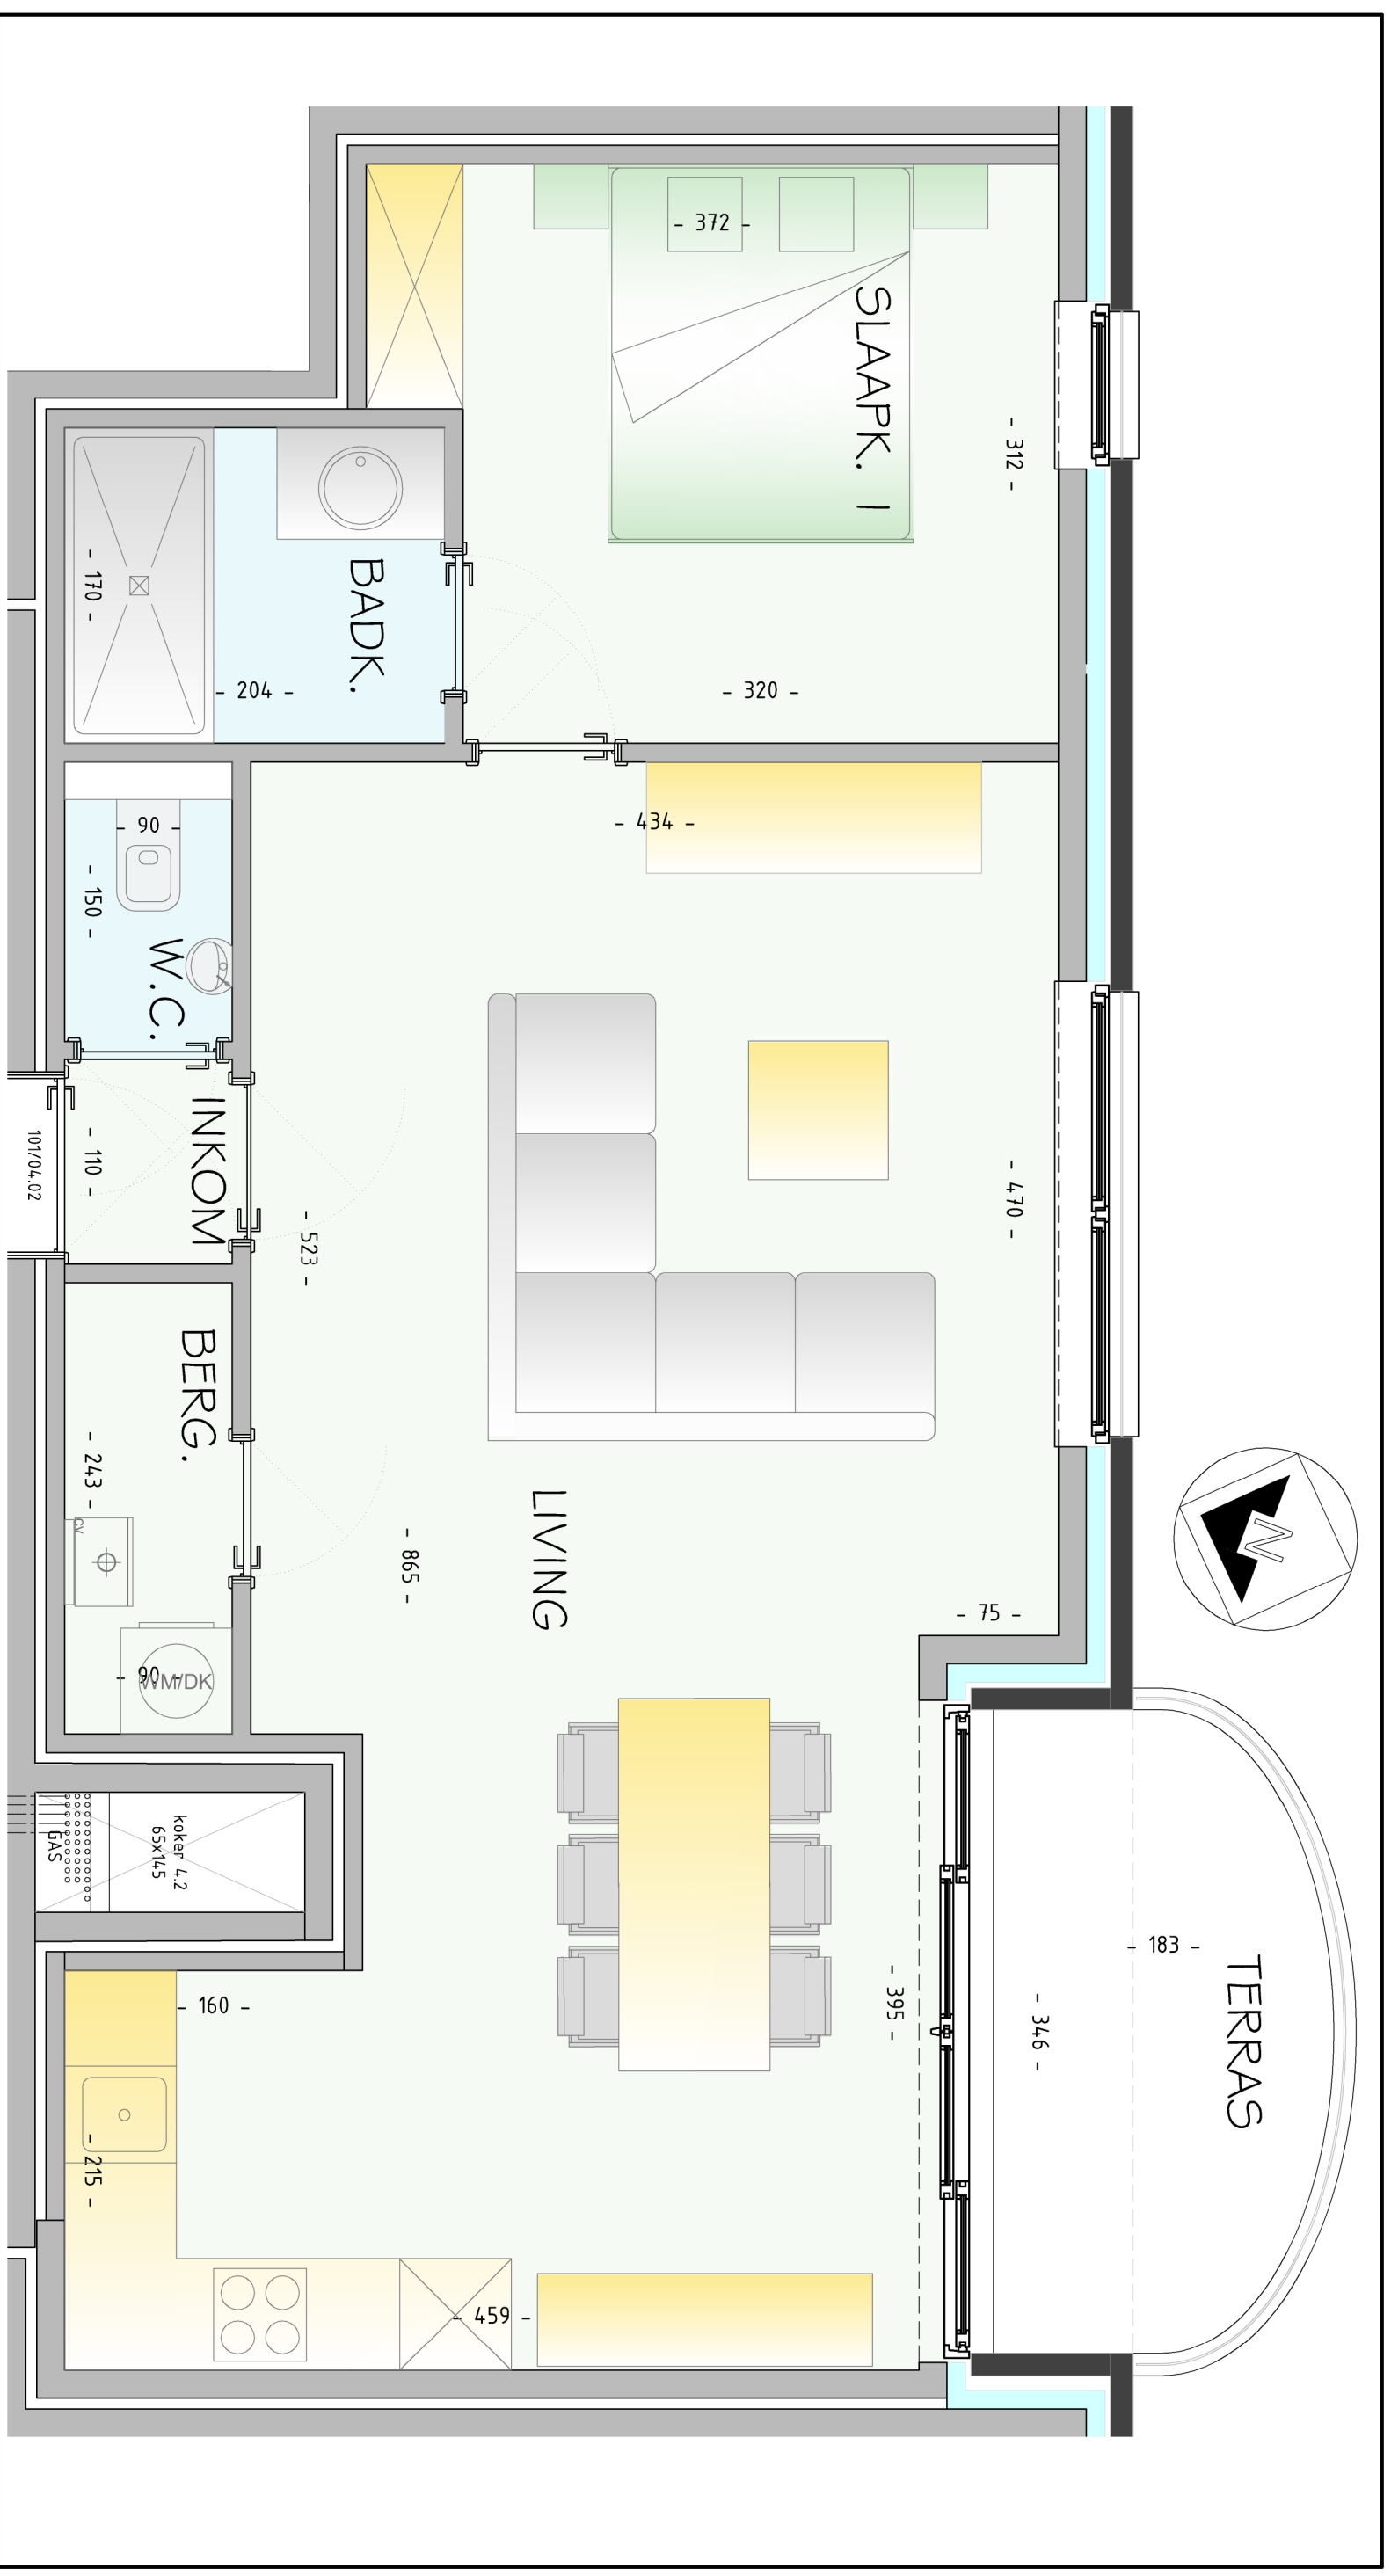 - 372 -
SLAAPK. 1
- 312 -
- 170 -
BADK.
- 204 -
- 320 -
- 90 -
- 434 -
- 150 -
W.C.
101/04.02
- 110 -
INKOM
- 523 -
- 470 -
BERG.
- 243 -
CV
- 90 -
WM/DK
- 865 -
LIVING
N
- 75 -
GAS
koker 4.2
65x145
- 160 -
- 215 -
- 459 -
- 395 -
- 346 -
- 183 -
TERRAS